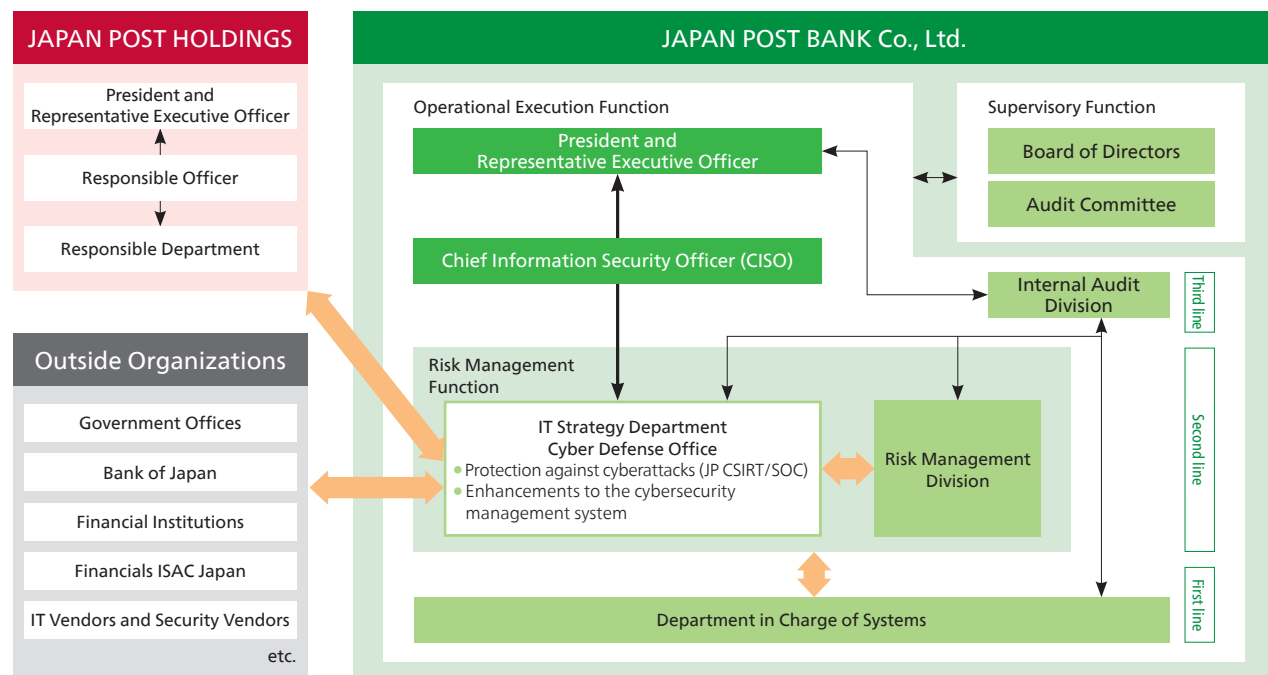 JAPAN POST HOLDINGS
President and
Representative Executive Officer
Responsible Officer
Responsible Department
Outside Organizations
Government Offices
Bank of Japan
Financial Institutions
Financials ISAC Japan
IT Vendors and Security Vendors
etc.
JAPAN POST BANK Co., Ltd.
Operational Execution Function
President and
Representative Executive Officer
Chief Information Security Officer (CISO)
Supervisory Function
Board of Directors
Audit Committee
Internal Audit
Division
Third line
Risk Management
Function
IT Strategy Department
Cyber Defense Office
• Protection against cyberattacks (JP CSIRT/SOC)
• Enhancements to the cybersecurity
management system
Risk Management
Division
Second line
Department in Charge of Systems
First line